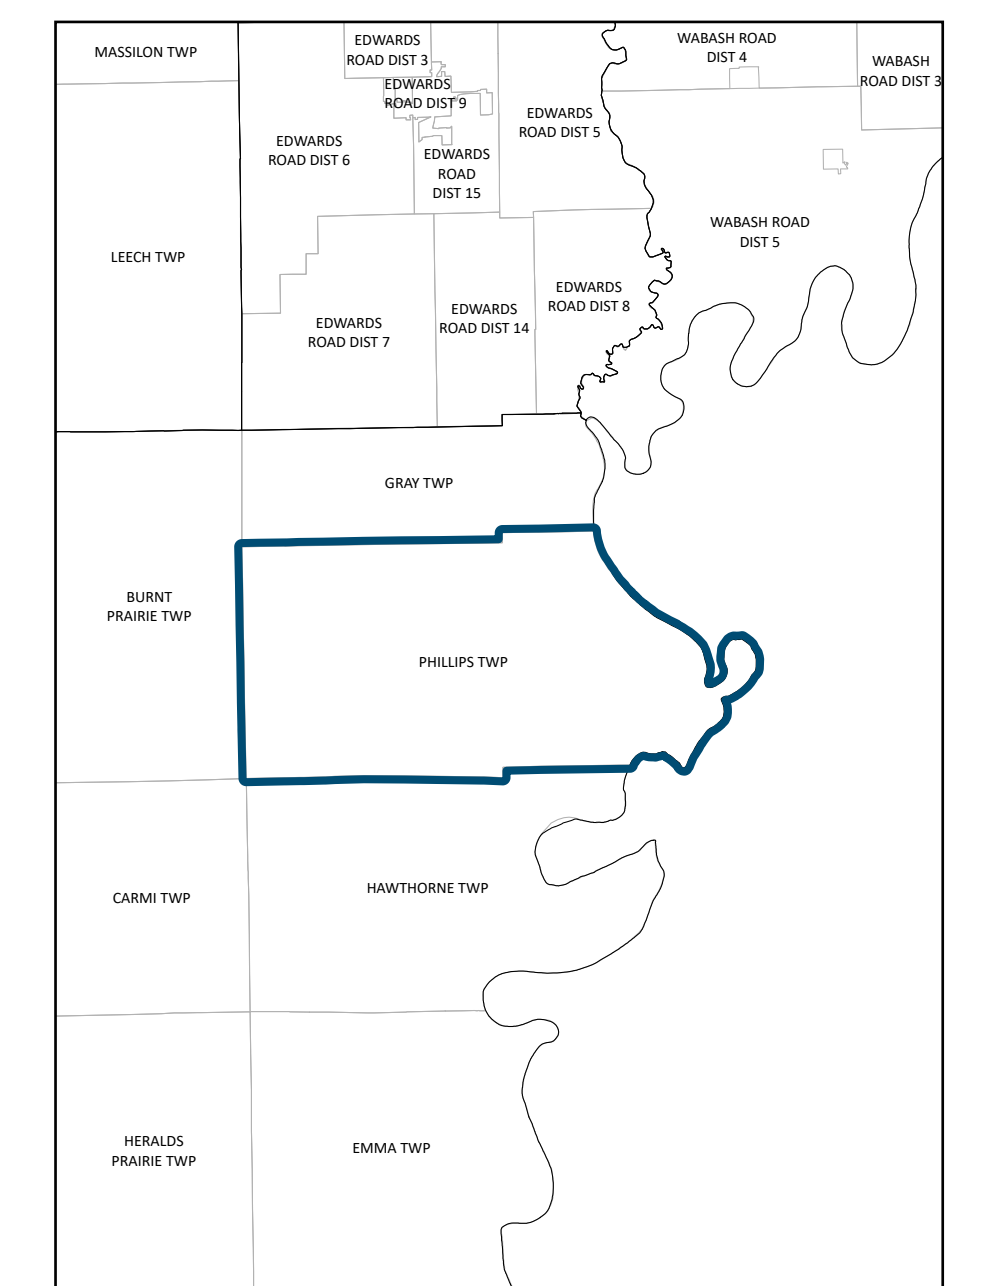 MASSILON TWP
EDWARDS
ROAD DIST 3
WABASH ROAD
DIST 4
WABASH
ROAD DIST 3
EDWARDS
ROAD DIST 9
EDWARDS
ROAD DIST 5
EDWARDS
ROAD DIST 6
EDWARDS
ROAD
DIST 15
WABASH ROAD
DIST 5
LEECH TWP
EDWARDS
ROAD DIST 8
EDWARDS
ROAD DIST 14
EDWARDS
ROAD DIST 7
GRAY TWP
BURNT
PRAIRIE TWP
PHILLIPS TWP
HAWTHORNE TWP
CARMI TWP
HERALDS
PRAIRIE TWP
EMMA TWP